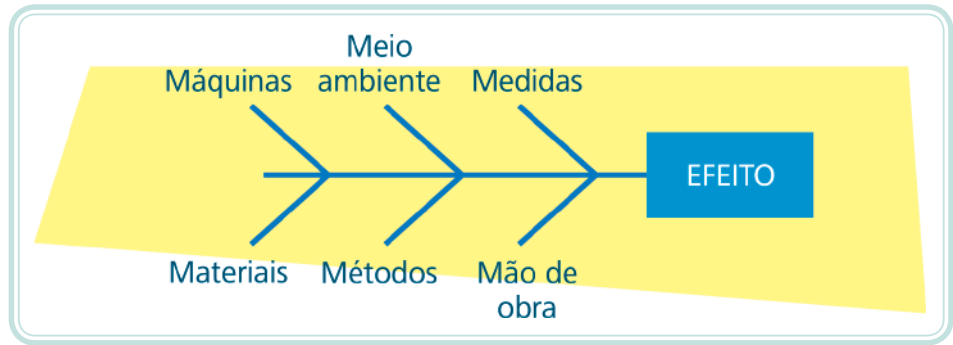 Meio
Máquinas ambiente Medidas
EFEITO
Materiais Métodos Mão de
obra